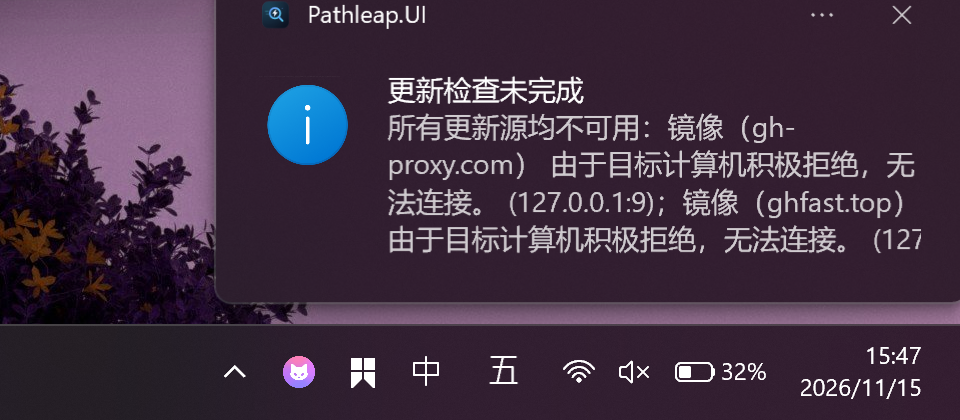 Pathleap.UI
更新检查未完成
所有更新源均不可用：镜像（gh-
proxy.com） 由于目标计算机积极拒绝，无
法连接。 (127.0.0.1:9)；镜像（ghfast.top）
由于目标计算机积极拒绝，无法连接。 (127
中 五 32% 15:47
2026/11/15